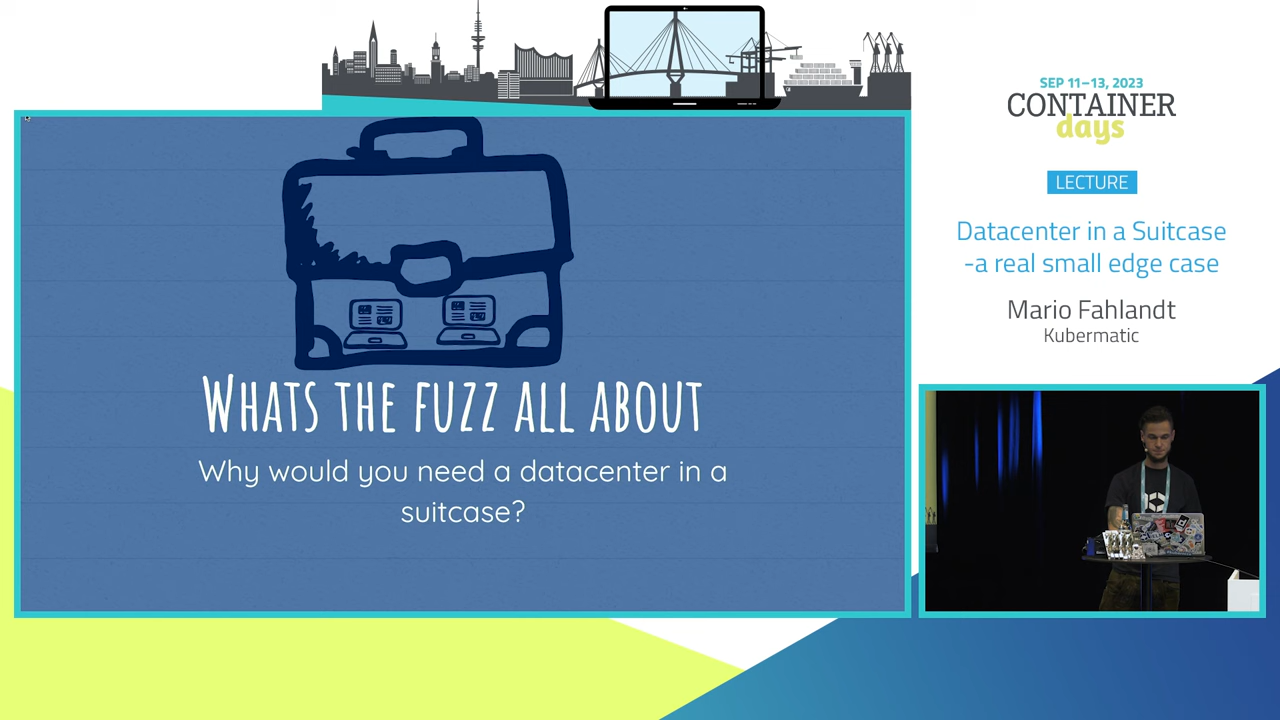 SEP 11–13, 2023
CONTAINER
days
LECTURE
Datacenter in a Suitcase
-a real small edge case
Mario Fahlandt
Kubermatic
WHATS THE FUZZ ALL ABOUT
Why would you need a datacenter in a
suitcase?